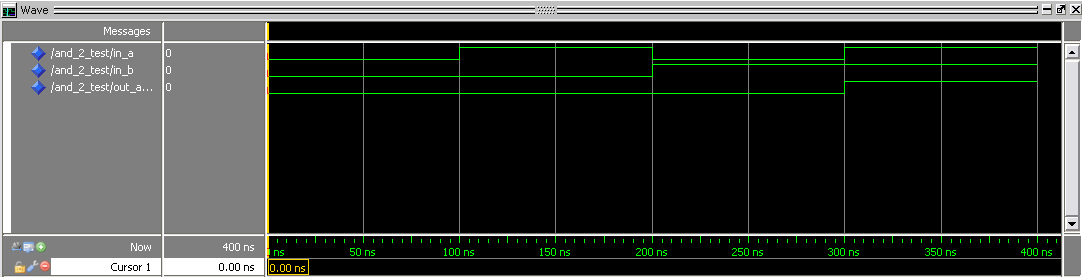 Wave
Messages
/and_2_test/in_a 0
/and_2_test/in_b 0
/and_2_test/out_a... 0
Now 400 ns
ns 50 ns 100 ns 150 ns 200 ns 250 ns 300 ns 350 ns 400 ns
Cursor 1 0.00 ns
0.00 ns